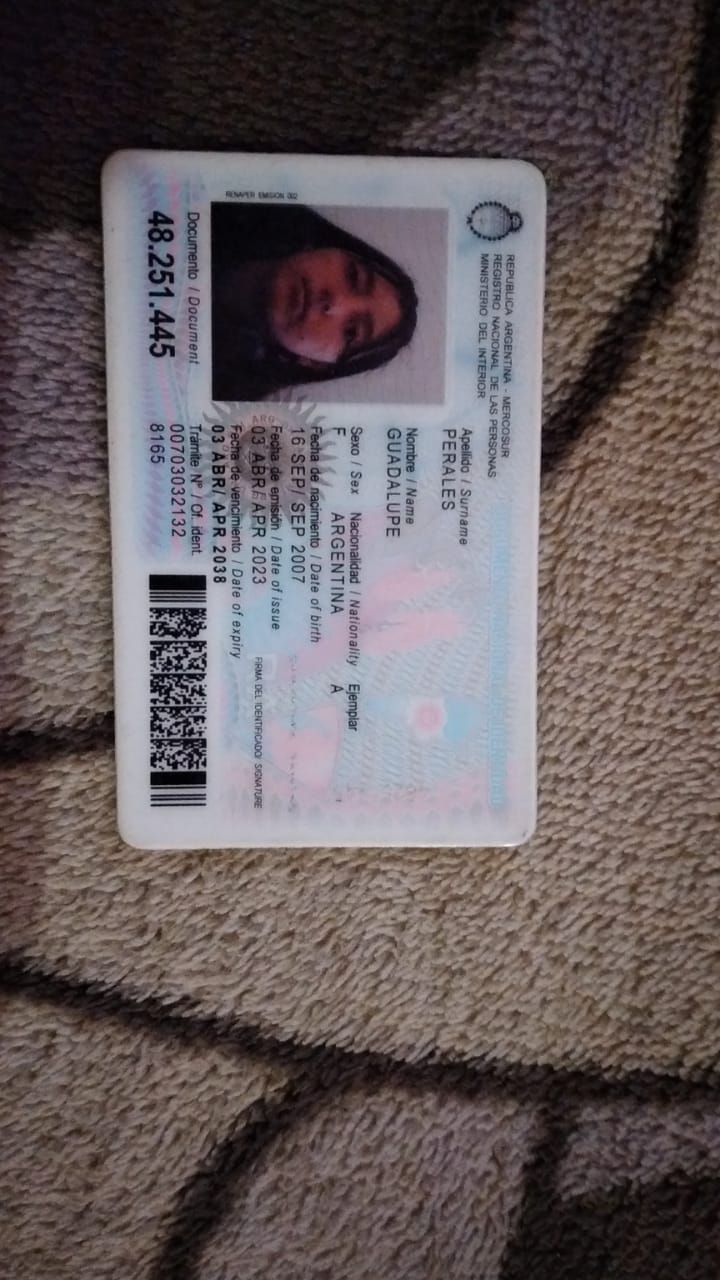 REPUBLICA ARGENTINA - MERCOSUR
REGISTRO NACIONAL DE LAS PERSONAS
MINISTERIO DEL INTERIOR
Apellido / Surname
PERALES
Nombre / Name
GUADALUPE
Sexo / Sex Nacionalidad / Nationality Ejemplar
F ARGENTINA A
Fecha de nacimiento / Date of birth
16 SEP/ SEP 2007
Fecha de emisión / Date of issue
03 ABR/ APR 2023
Fecha de vencimiento / Date of expiry
03 ABR/ APR 2038
FIRMA DEL IDENTIFICADO/ SIGNATURE
RENAPER EMISION 002
Documento / Document
48.251.445
Trámite Nº / Of. ident.
00703032132
8165